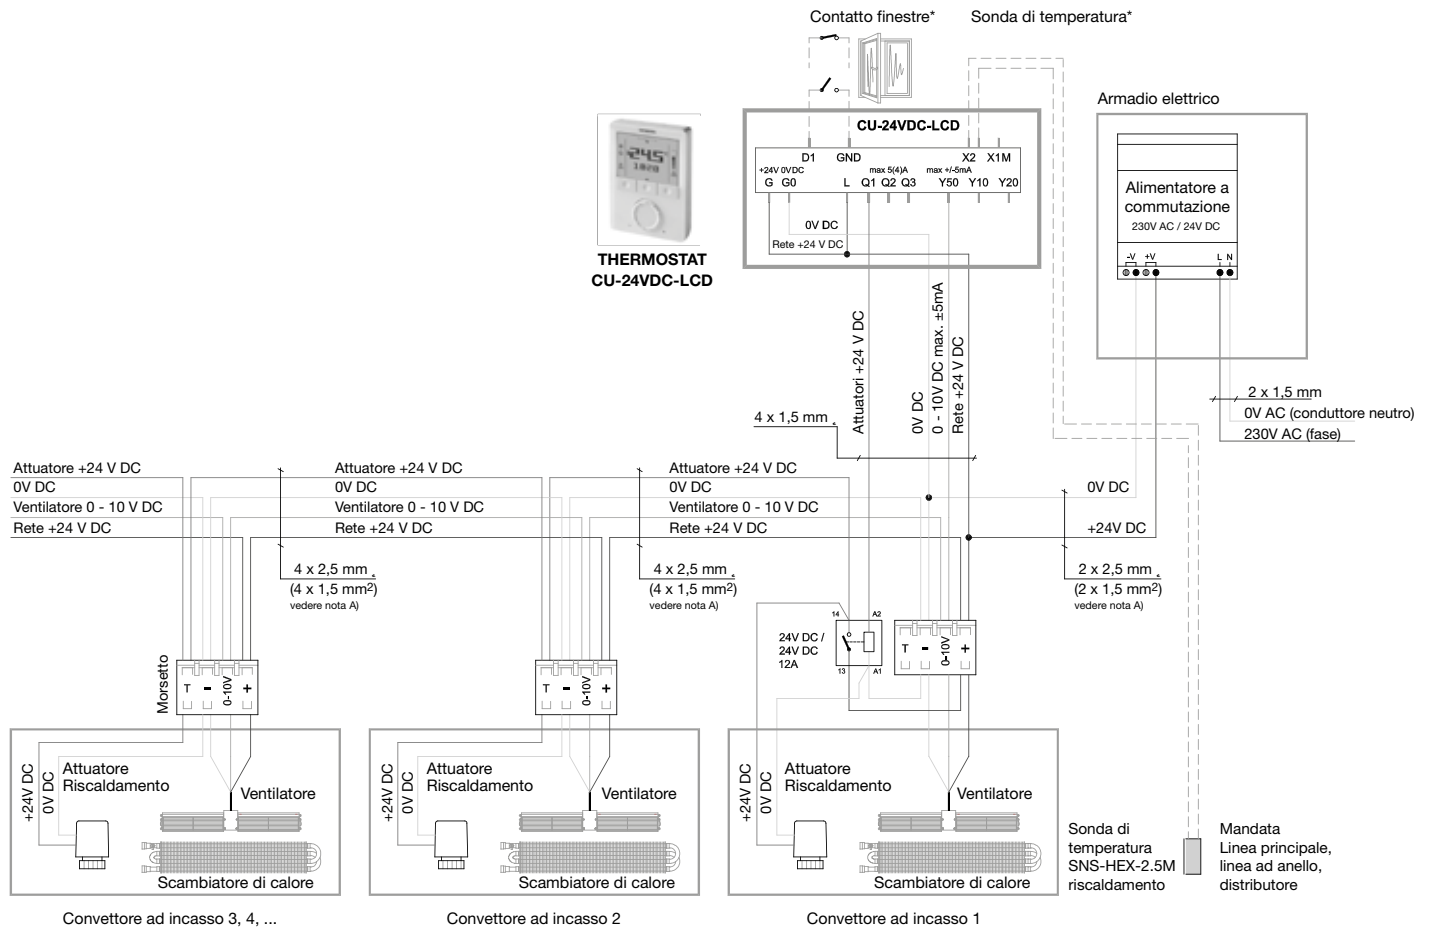 Contatto finestre*
Sonda di temperatura*
Armadio elettrico
CU-24VDC-LCD
D1 GND X2 X1M
+24V 0VDC max 5(4)A max +/-5mA
G G0 L Q1 Q2 Q3 Y50 Y10 Y20
0V DC
Rete +24 V DC
24.5
THERMOSTAT
CU-24VDC-LCD
Alimentatore a
commutazione
230V AC / 24V DC
-V +V L N
2 x 1,5 mm
0V AC (conduttore neutro)
230V AC (fase)
Attuatori +24 V DC
0V DC
0 - 10V DC max. ±5mA
Rete +24 V DC
4 x 1,5 mm
Attuatore +24 V DC
0V DC
Ventilatore 0 - 10 V DC
Rete +24 V DC
Attuatore +24 V DC
0V DC
Ventilatore 0 - 10 V DC
Rete +24 V DC
Attuatore +24 V DC
0V DC
Ventilatore 0 - 10 V DC
Rete +24 V DC
0V DC
+24V DC
4 x 2,5 mm
(4 x 1,5 mm²)
vedere nota A)
4 x 2,5 mm
(4 x 1,5 mm²)
vedere nota A)
2 x 2,5 mm
(2 x 1,5 mm²)
vedere nota A)
14 A2
24V DC /
24V DC
12A
13 A1
T - 0-10V +
Morsetto
T - 0-10V +
T - 0-10V +
+24V DC
0V DC
Attuatore
Riscaldamento
Ventilatore
Scambiatore di calore
+24V DC
0V DC
Attuatore
Riscaldamento
Ventilatore
Scambiatore di calore
+24V DC
0V DC
Attuatore
Riscaldamento
Ventilatore
Scambiatore di calore
Sonda di
temperatura
SNS-HEX-2.5M
riscaldamento
Mandata
Linea principale,
linea ad anello,
distributore
Convettore ad incasso 3, 4, ...
Convettore ad incasso 2
Convettore ad incasso 1